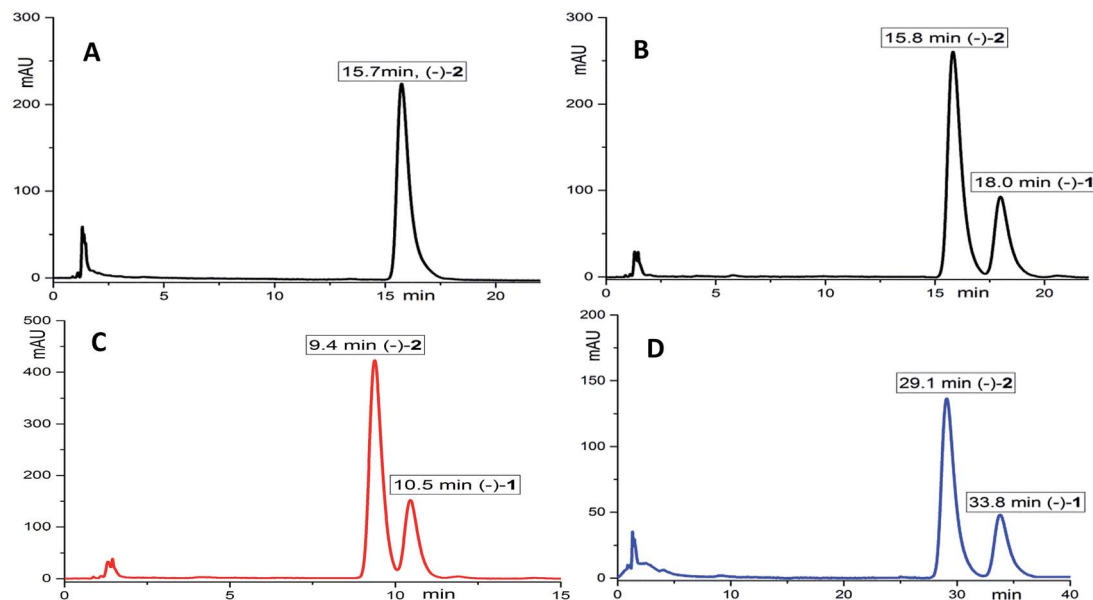 A
mAU
300
200
100
0
15.7min, (-)-2
0
5
10
15
min
20
B
mAU
300
200
100
0
15.8 min (-)-2
18.0 min (-)-1
0
5
10
15
min
20
C
mAU
500
400
300
200
100
0
9.4 min (-)-2
10.5 min (-)-1
0
5
10
min
15
D
mAU
200
150
100
50
0
29.1 min (-)-2
33.8 min (-)-1
0
10
20
30
min
40